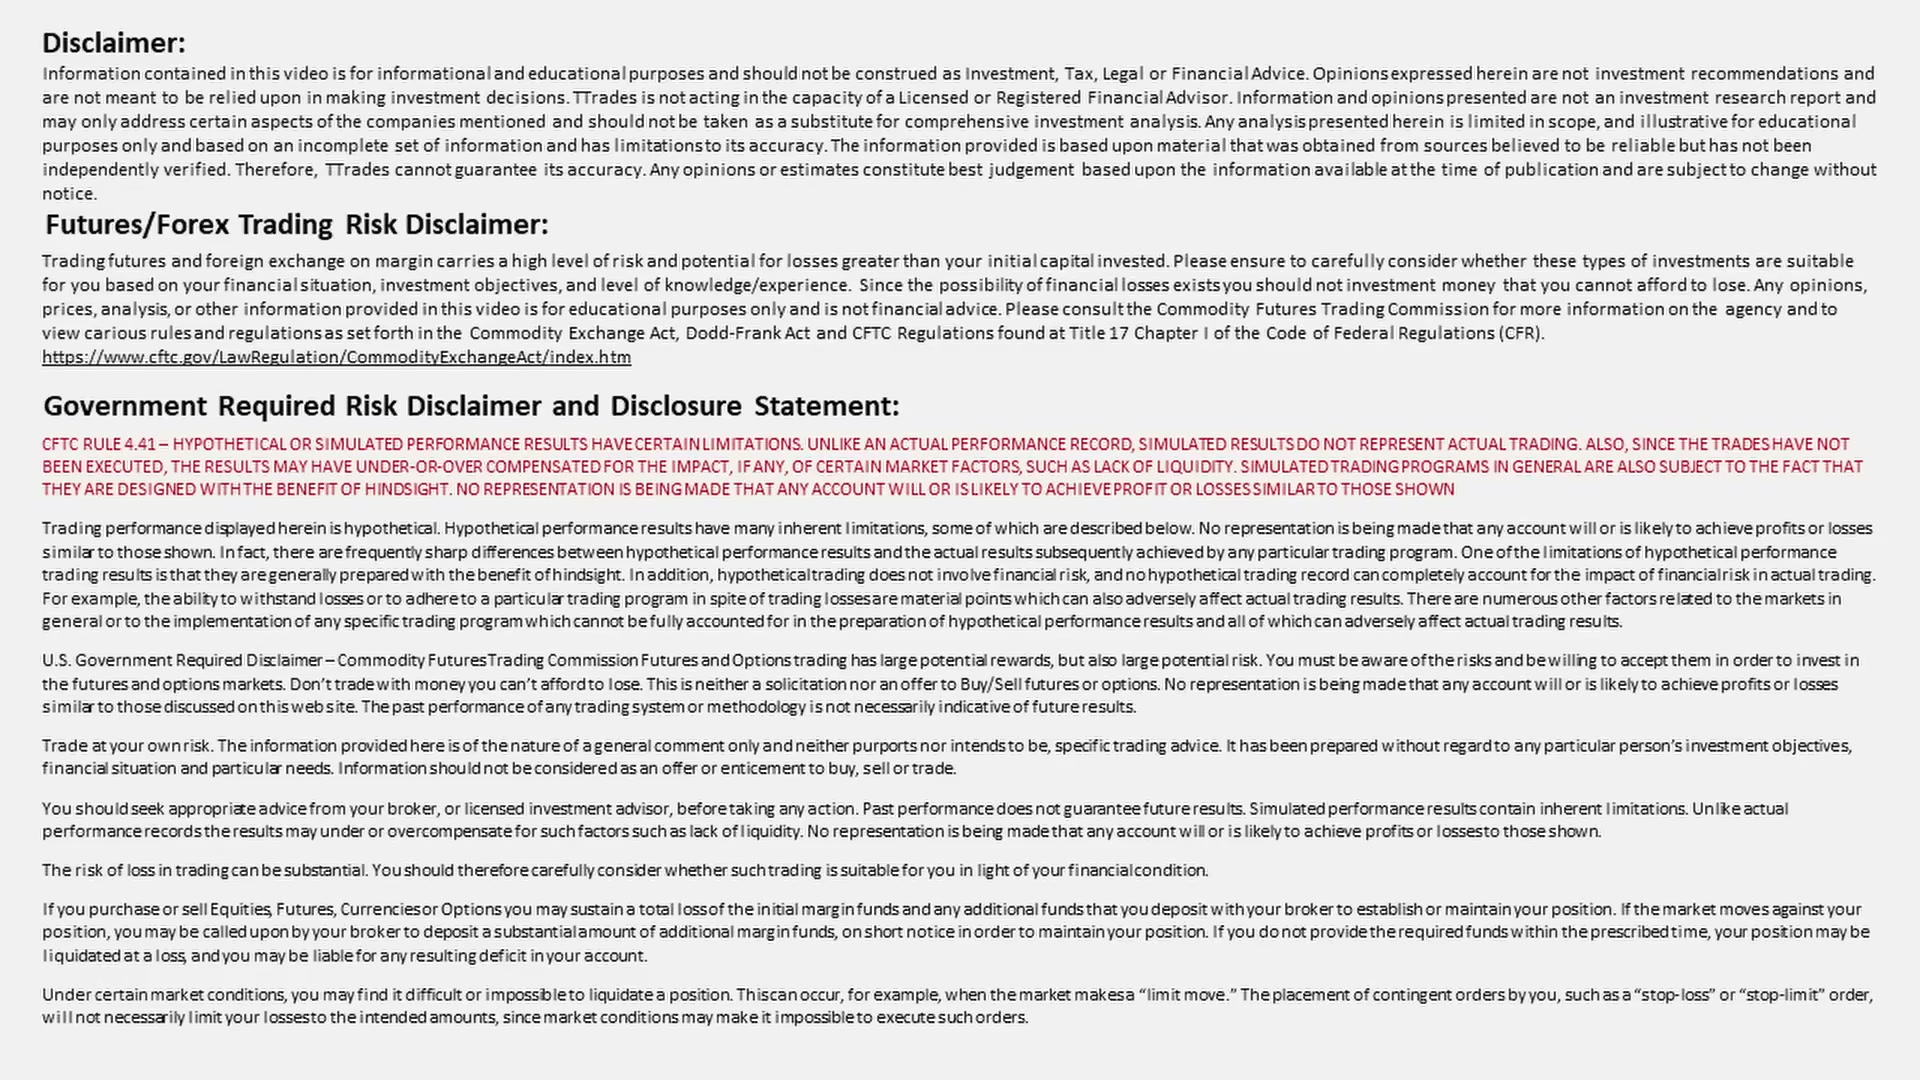 Disclaimer:
Information contained in this video is for informational and educational purposes and should not be construed as Investment, Tax, Legal or Financial Advice. Opinions expressed herein are not investment recommendations and
are not meant to be relied upon in making investment decisions. TTrades is not acting in the capacity of a Licensed or Registered Financial Advisor. Information and opinions presented are not an investment research report and
may only address certain aspects of the companies mentioned and should not be taken as a substitute for comprehensive investment analysis. Any analysis presented herein is limited in scope, and illustrative for educational
purposes only and based on an incomplete set of information and has limitations to its accuracy. The information provided is based upon material that was obtained from sources believed to be reliable but has not been
independently verified. Therefore, TTrades cannot guarantee its accuracy. Any opinions or estimates constitute best judgement based upon the information available at the time of publication and are subject to change without
notice.
Futures/Forex Trading Risk Disclaimer:
Trading futures and foreign exchange on margin carries a high level of risk and potential for losses greater than your initial capital invested. Please ensure to carefully consider whether these types of investments are suitable
for you based on your financial situation, investment objectives, and level of knowledge/experience. Since the possibility of financial losses exists you should not investment money that you cannot afford to lose. Any opinions,
prices, analysis, or other information provided in this video is for educational purposes only and is not financial advice. Please consult the Commodity Futures Trading Commission for more information on the agency and to
view carious rules and regulations as set forth in the Commodity Exchange Act, Dodd-Frank Act and CFTC Regulations found at Title 17 Chapter I of the Code of Federal Regulations (CFR).
https://www.cftc.gov/LawRegulation/CommodityExchangeAct/index.htm
Government Required Risk Disclaimer and Disclosure Statement:
CFTC RULE 4.41 – HYPOTHETICAL OR SIMULATED PERFORMANCE RESULTS HAVE CERTAIN LIMITATIONS. UNLIKE AN ACTUAL PERFORMANCE RECORD, SIMULATED RESULTS DO NOT REPRESENT ACTUAL TRADING. ALSO, SINCE THE TRADES HAVE NOT
BEEN EXECUTED, THE RESULTS MAY HAVE UNDER-OR-OVER COMPENSATED FOR THE IMPACT, IF ANY, OF CERTAIN MARKET FACTORS, SUCH AS LACK OF LIQUIDITY. SIMULATED TRADING PROGRAMS IN GENERAL ARE ALSO SUBJECT TO THE FACT THAT
THEY ARE DESIGNED WITH THE BENEFIT OF HINDSIGHT. NO REPRESENTATION IS BEING MADE THAT ANY ACCOUNT WILL OR IS LIKELY TO ACHIEVE PROFIT OR LOSSES SIMILAR TO THOSE SHOWN
Trading performance displayed herein is hypothetical. Hypothetical performance results have many inherent limitations, some of which are described below. No representation is being made that any account will or is likely to achieve profits or losses
similar to those shown. In fact, there are frequently sharp differences between hypothetical performance results and the actual results subsequently achieved by any particular trading program. One of the limitations of hypothetical performance
trading results is that they are generally prepared with the benefit of hindsight. In addition, hypothetical trading does not involve financial risk, and no hypothetical trading record can completely account for the impact of financial risk in actual trading.
For example, the ability to withstand losses or to adhere to a particular trading program in spite of trading losses are material points which can also adversely affect actual trading results. There are numerous other factors related to the markets in
general or to the implementation of any specific trading program which cannot be fully accounted for in the preparation of hypothetical performance results and all of which can adversely affect actual trading results.
U.S. Government Required Disclaimer – Commodity Futures Trading Commission Futures and Options trading has large potential rewards, but also large potential risk. You must be aware of the risks and be willing to accept them in order to invest in
the futures and options markets. Don’t trade with money you can’t afford to lose. This is neither a solicitation nor an offer to Buy/Sell futures or options. No representation is being made that any account will or is likely to achieve profits or losses
similar to those discussed on this web site. The past performance of any trading system or methodology is not necessarily indicative of future results.
Trade at your own risk. The information provided here is of the nature of a general comment only and neither purports nor intends to be, specific trading advice. It has been prepared without regard to any particular person’s investment objectives,
financial situation and particular needs. Information should not be considered as an offer or enticement to buy, sell or trade.
You should seek appropriate advice from your broker, or licensed investment advisor, before taking any action. Past performance does not guarantee future results. Simulated performance results contain inherent limitations. Unlike actual
performance records the results may under or overcompensate for such factors such as lack of liquidity. No representation is being made that any account will or is likely to achieve profits or losses to those shown.
The risk of loss in trading can be substantial. You should therefore carefully consider whether such trading is suitable for you in light of your financial condition.
If you purchase or sell Equities, Futures, Currencies or Options you may sustain a total loss of the initial margin funds and any additional funds that you deposit with your broker to establish or maintain your position. If the market moves against your
position, you may be called upon by your broker to deposit a substantial amount of additional margin funds, on short notice in order to maintain your position. If you do not provide the required funds within the prescribed time, your position may be
liquidated at a loss, and you may be liable for any resulting deficit in your account.
Under certain market conditions, you may find it difficult or impossible to liquidate a position. This can occur, for example, when the market makes a “limit move.” The placement of contingent orders by you, such as a “stop-loss” or “stop-limit” order,
will not necessarily limit your losses to the intended amounts, since market conditions may make it impossible to execute such orders.